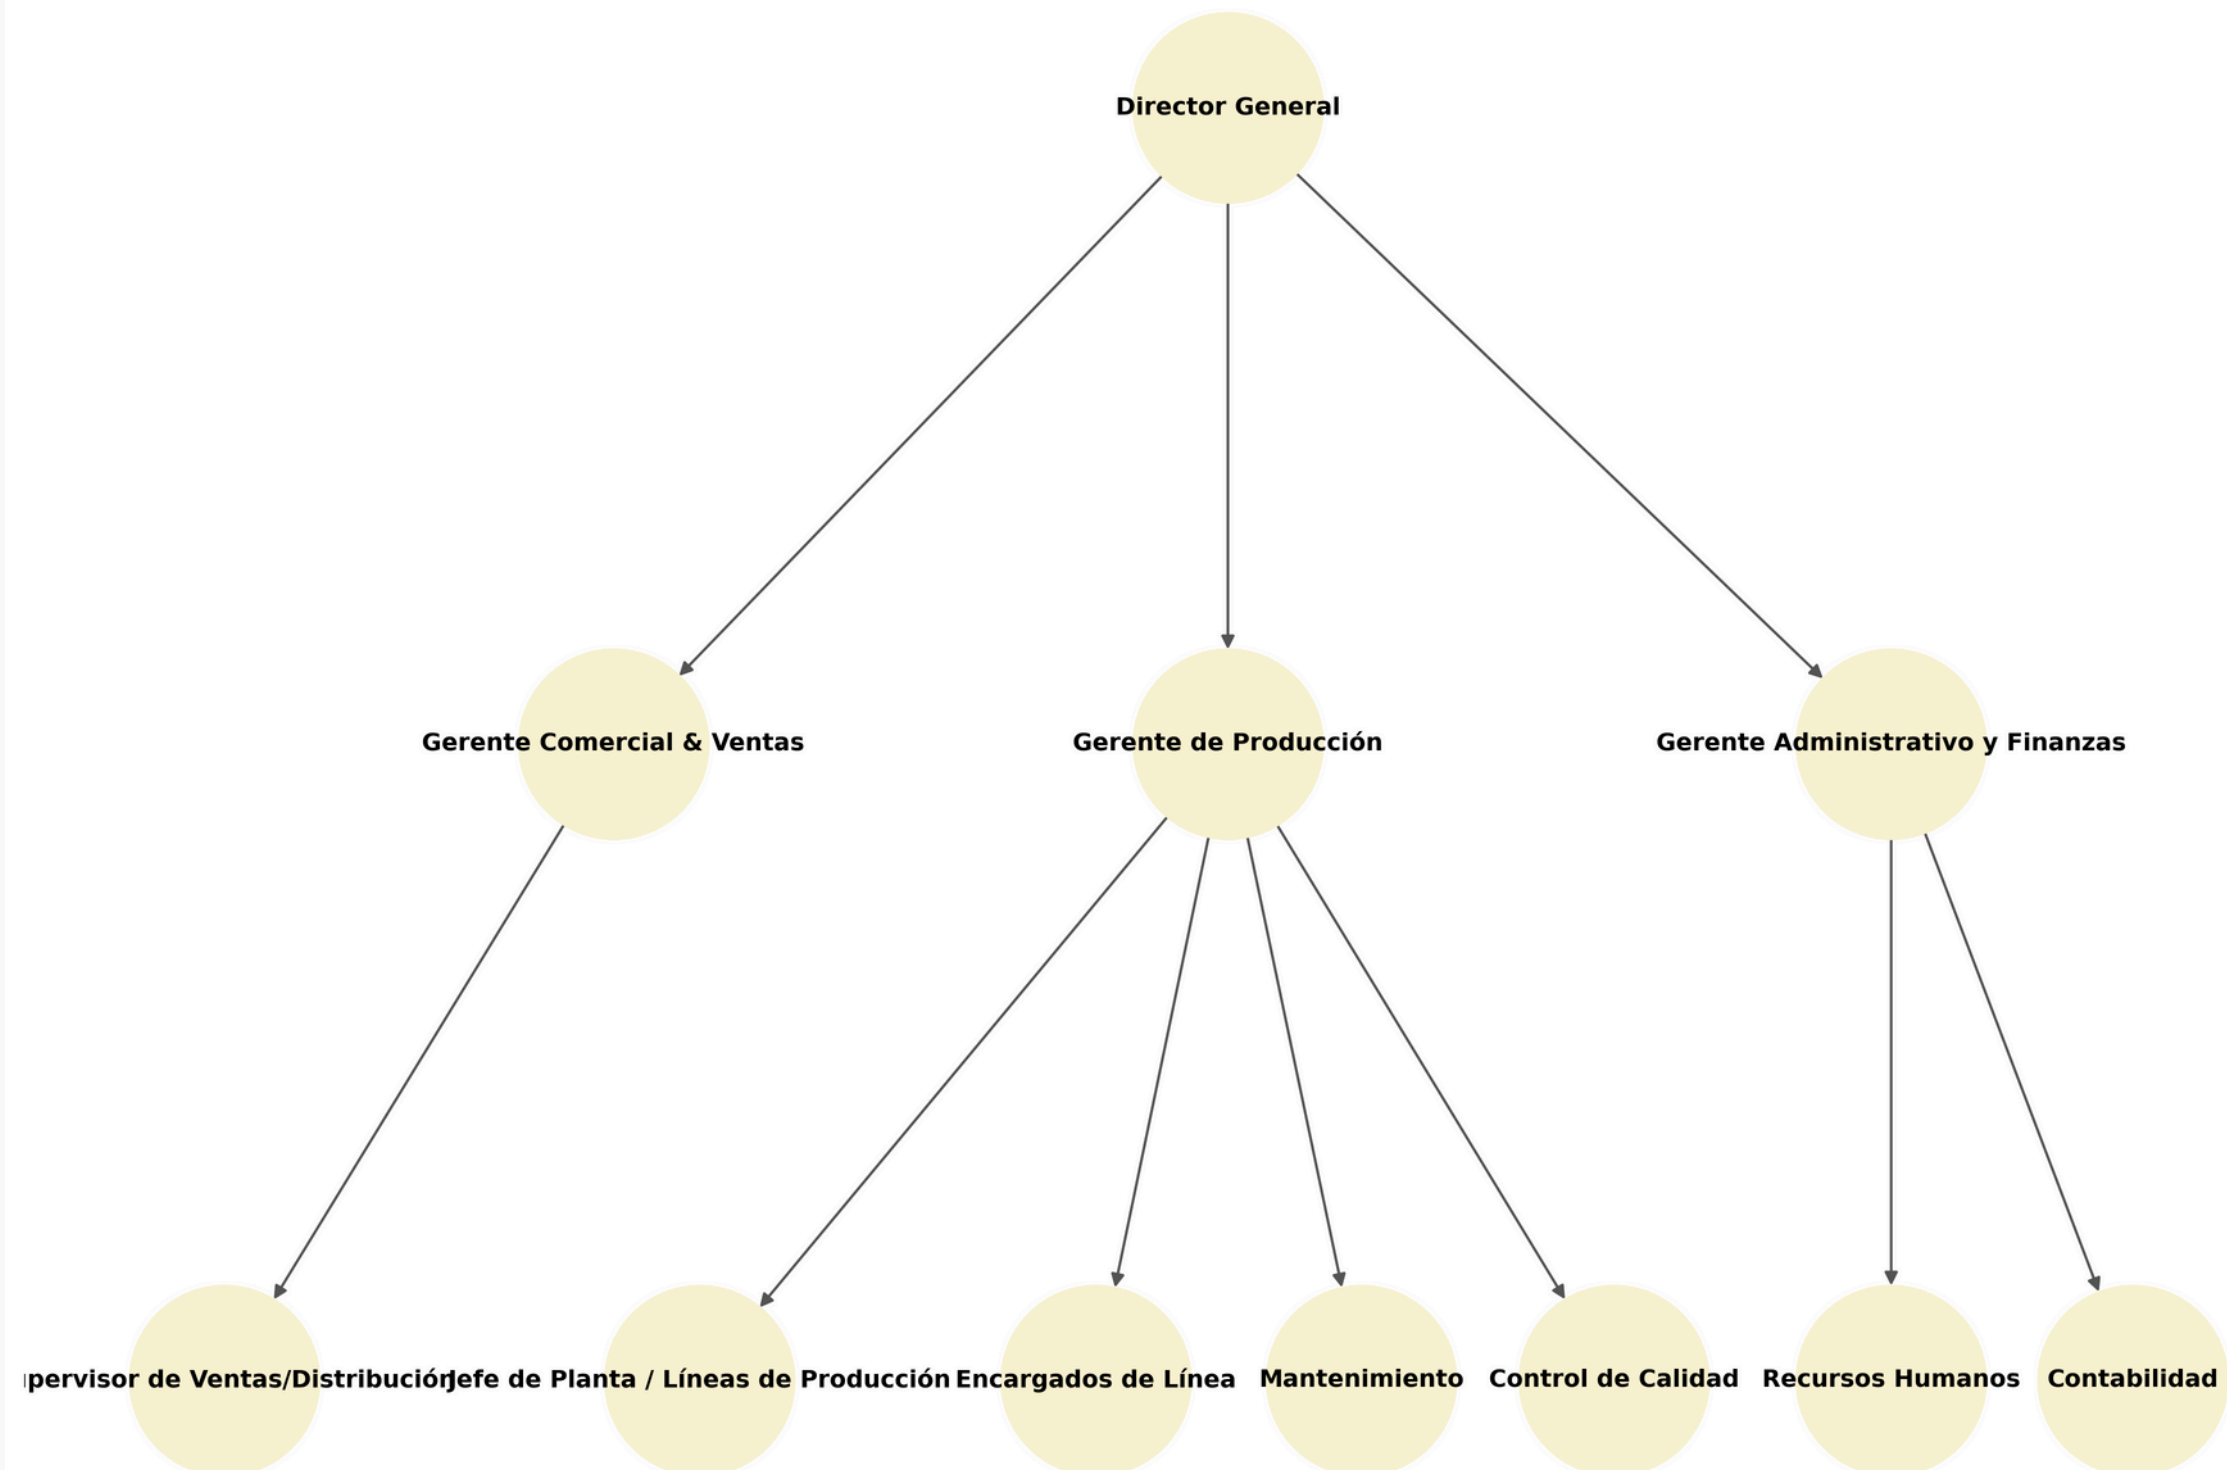 Director General
Gerente Comercial & Ventas
Gerente de Producción
Gerente Administrativo y Finanzas
pervisor de Ventas/Distribución
Jefe de Planta / Líneas de Producción
Encargados de Línea
Mantenimiento
Control de Calidad
Recursos Humanos
Contabilidad